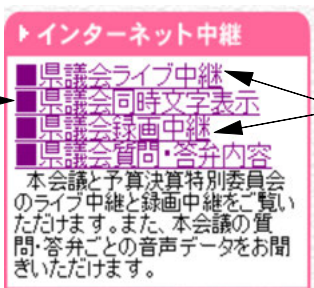 インターネット中継
■県議会ライブ中継
■県議会同時文字表示
■県議会録画中継
■県議会質問・答弁内容
本会議と予算決算特別委員会
のライブ中継と録画中継をご覧い
ただけます。また、本会議の質
問・答弁ごとの音声データをお聞
きいただけます。